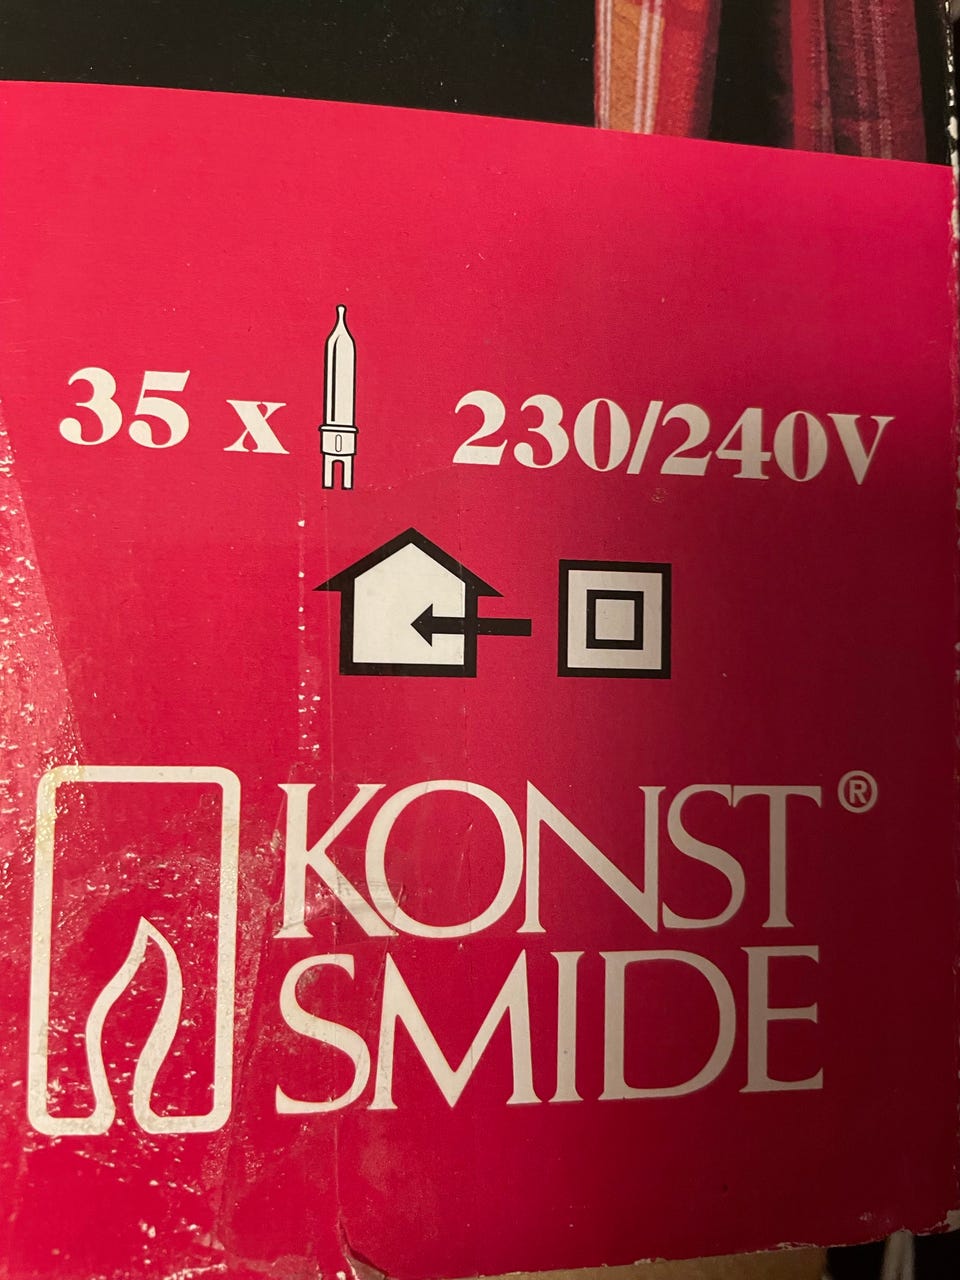 35 x 230/240V
KONST®
SMIDE